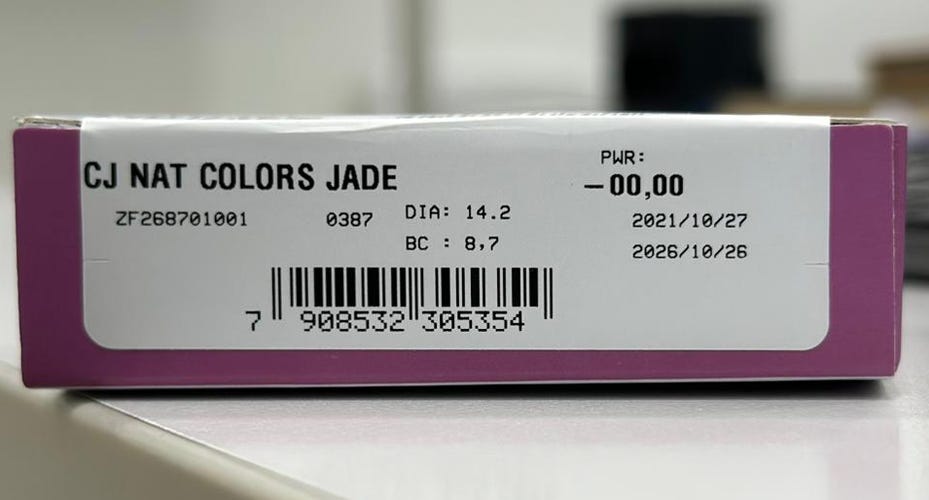 CJ NAT COLORS JADE
PWR:
-00,00
ZF268701001 0387 DIA: 14.2 2021/10/27
BC : 8,7 2026/10/26
7 908532 305354